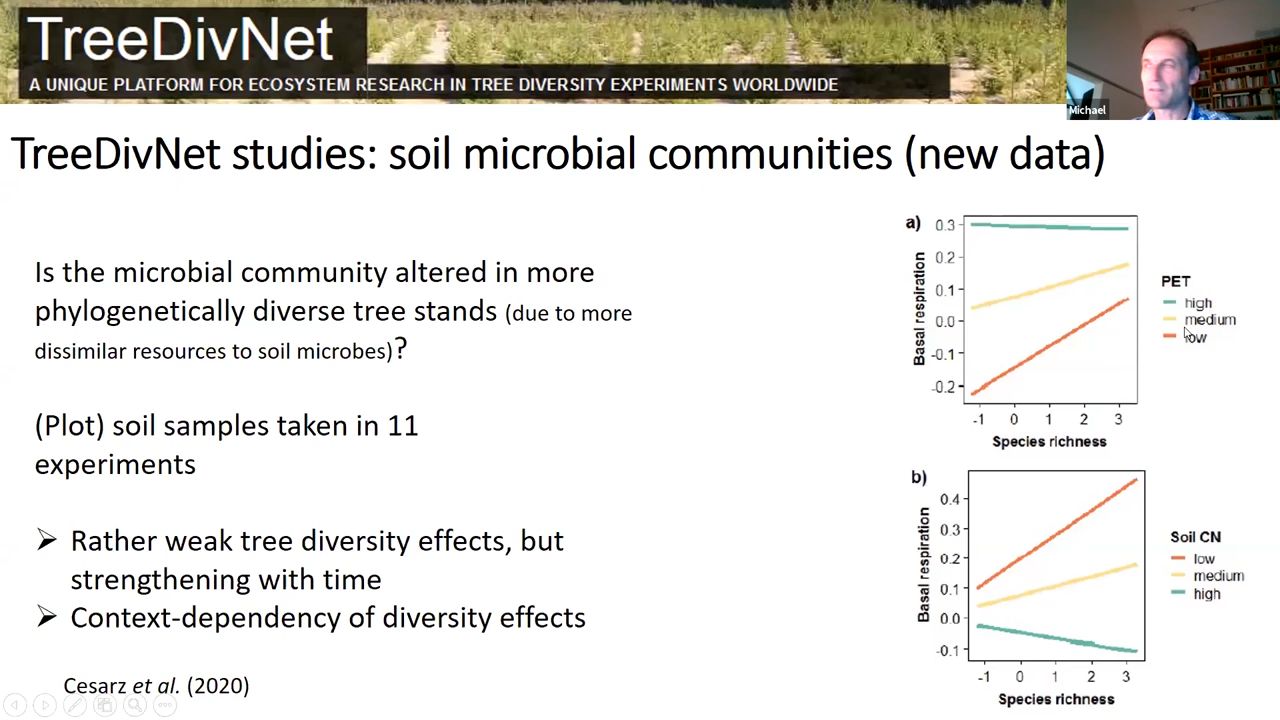 TreeDivNet
A UNIQUE PLATFORM FOR ECOSYSTEM RESEARCH IN TREE DIVERSITY EXPERIMENTS WORLDWIDE
Michael
TreeDivNet studies: soil microbial communities (new data)
Is the microbial community altered in more
phylogenetically diverse tree stands (due to more
dissimilar resources to soil microbes)?
(Plot) soil samples taken in 11
experiments
➢ Rather weak tree diversity effects, but
strengthening with time
➢ Context-dependency of diversity effects
Cesarz et al. (2020)
a)
Basal respiration
0.3
0.2
0.1
0.0
-0.1
-0.2
-1 0 1 2 3
Species richness
PET
high
medium
low
b)
Basal respiration
0.4
0.3
0.2
0.1
0.0
-0.1
-1 0 1 2 3
Species richness
Soil CN
low
medium
high